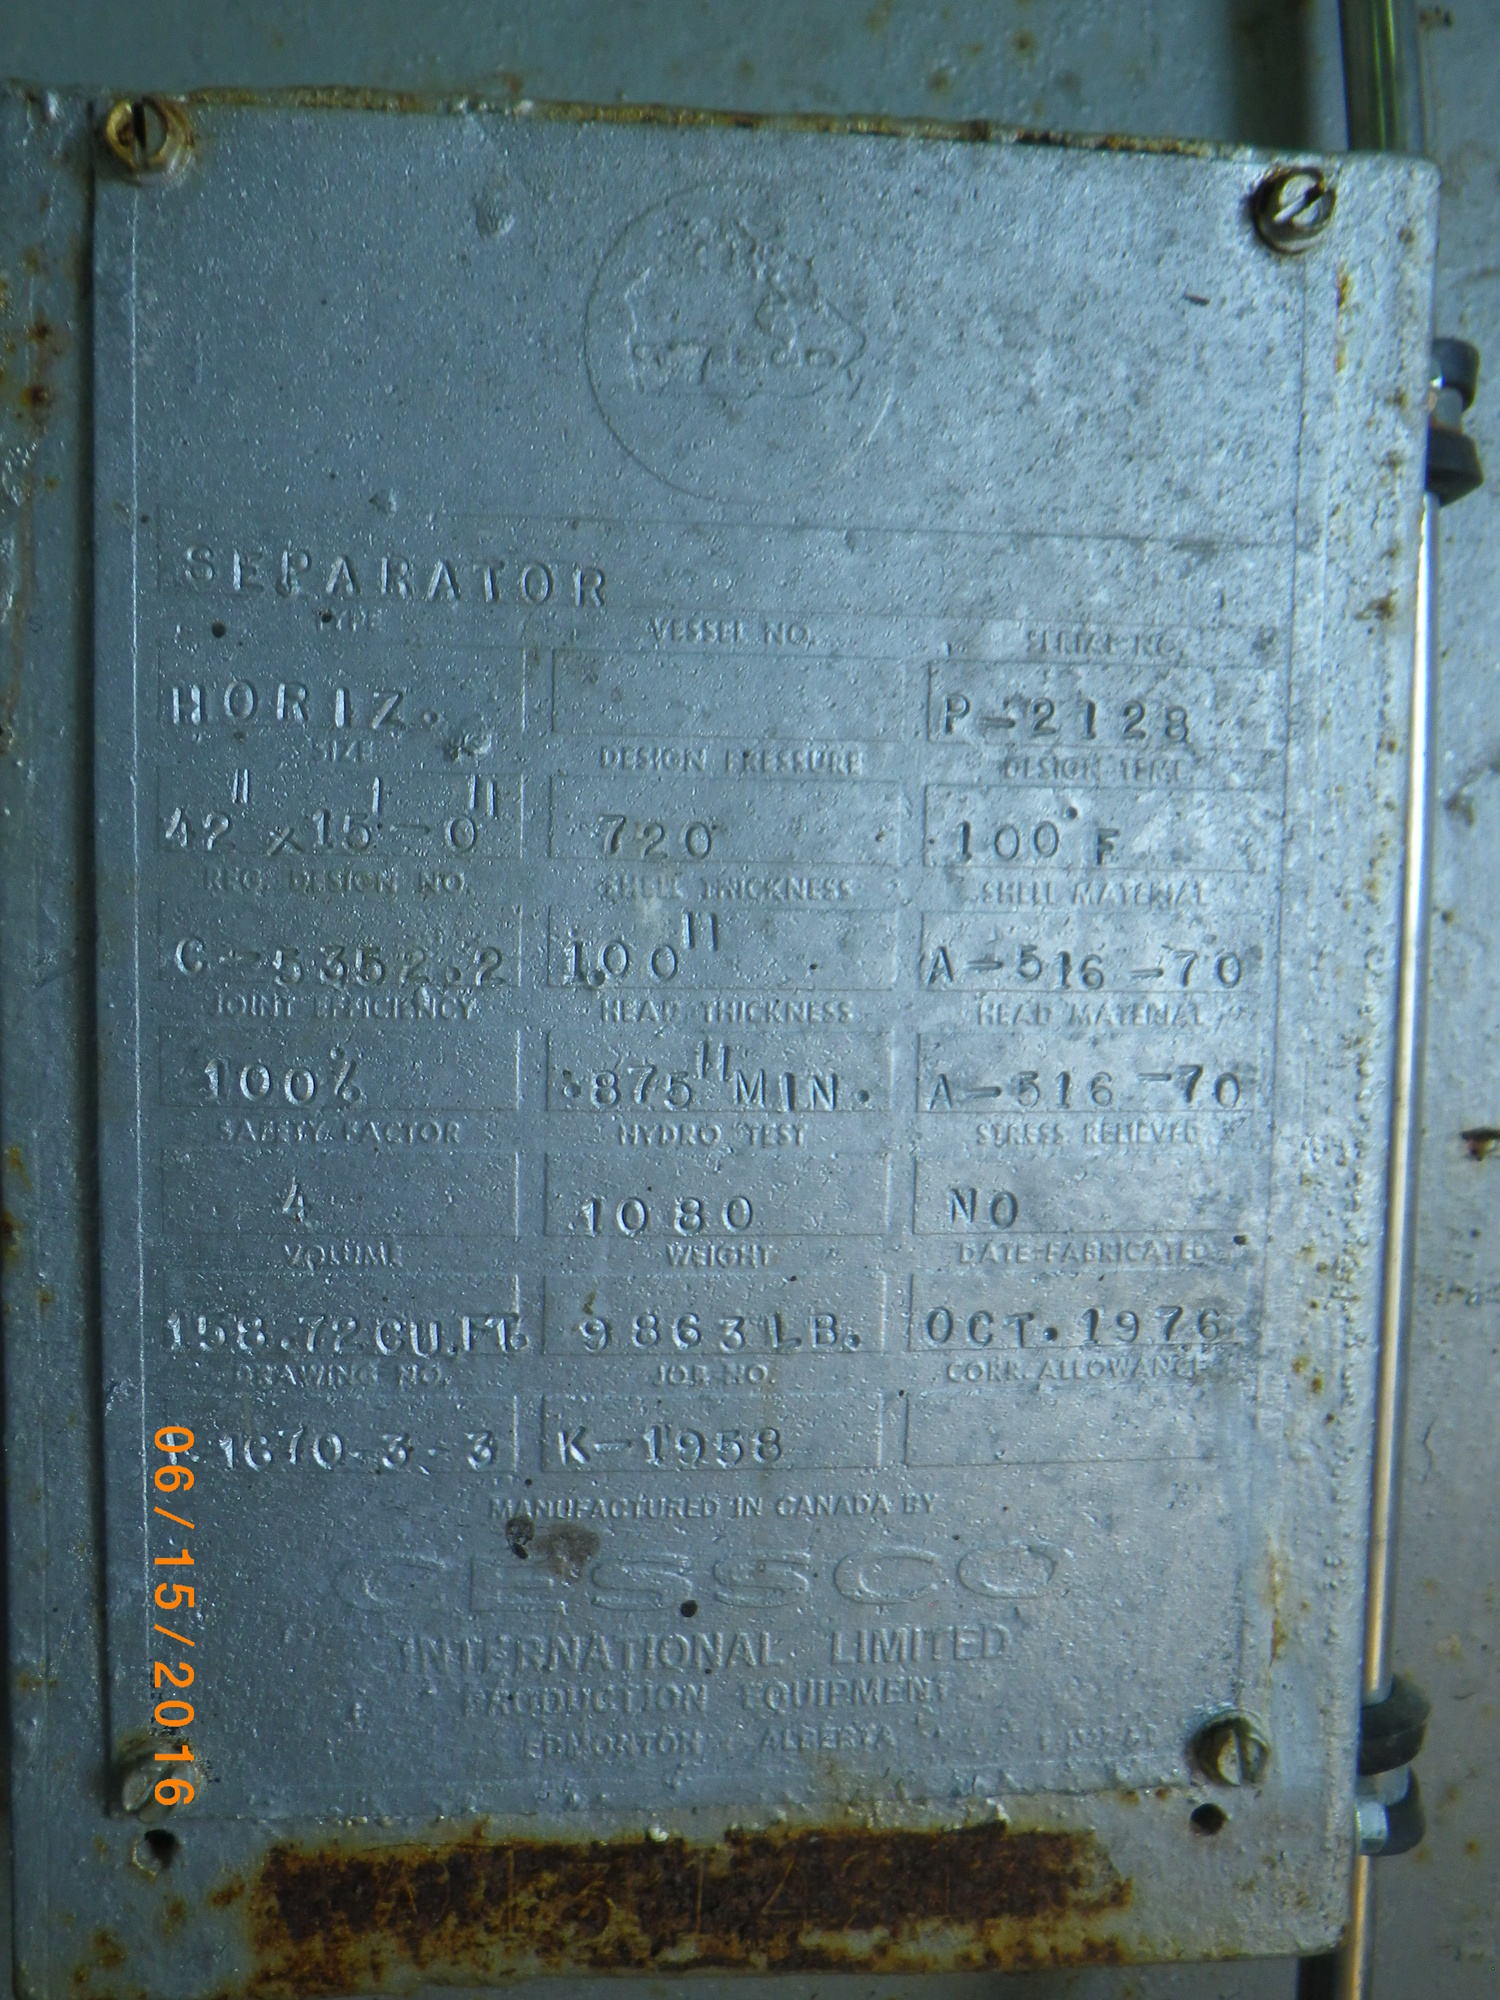 SEPARATOR
TYPE VESSEL NO. SERIAL NO.
HORIZ. P-2128
SIZE DESIGN PRESSURE DESIGN TEMP.
42" x 15'-0" 720 100°F
REG. DESIGN NO. SHELL THICKNESS SHELL MATERIAL
C-5352.2 1.00" A-516-70
JOINT EFFICIENCY HEAD THICKNESS HEAD MATERIAL
100% .875" MIN. A-516-70
SAFETY FACTOR HYDRO TEST STRESS RELIEVED
4 1080 NO
VOLUME WEIGHT DATE FABRICATED
158.72 CU.FT. 9863 LB. OCT. 1976
DRAWING NO. JOB NO. CORR. ALLOWANCE
K-1958
MANUFACTURED IN CANADA BY
CESSCO
INTERNATIONAL LIMITED
PRODUCTION EQUIPMENT
EDMONTON ALBERTA
06/15/2016